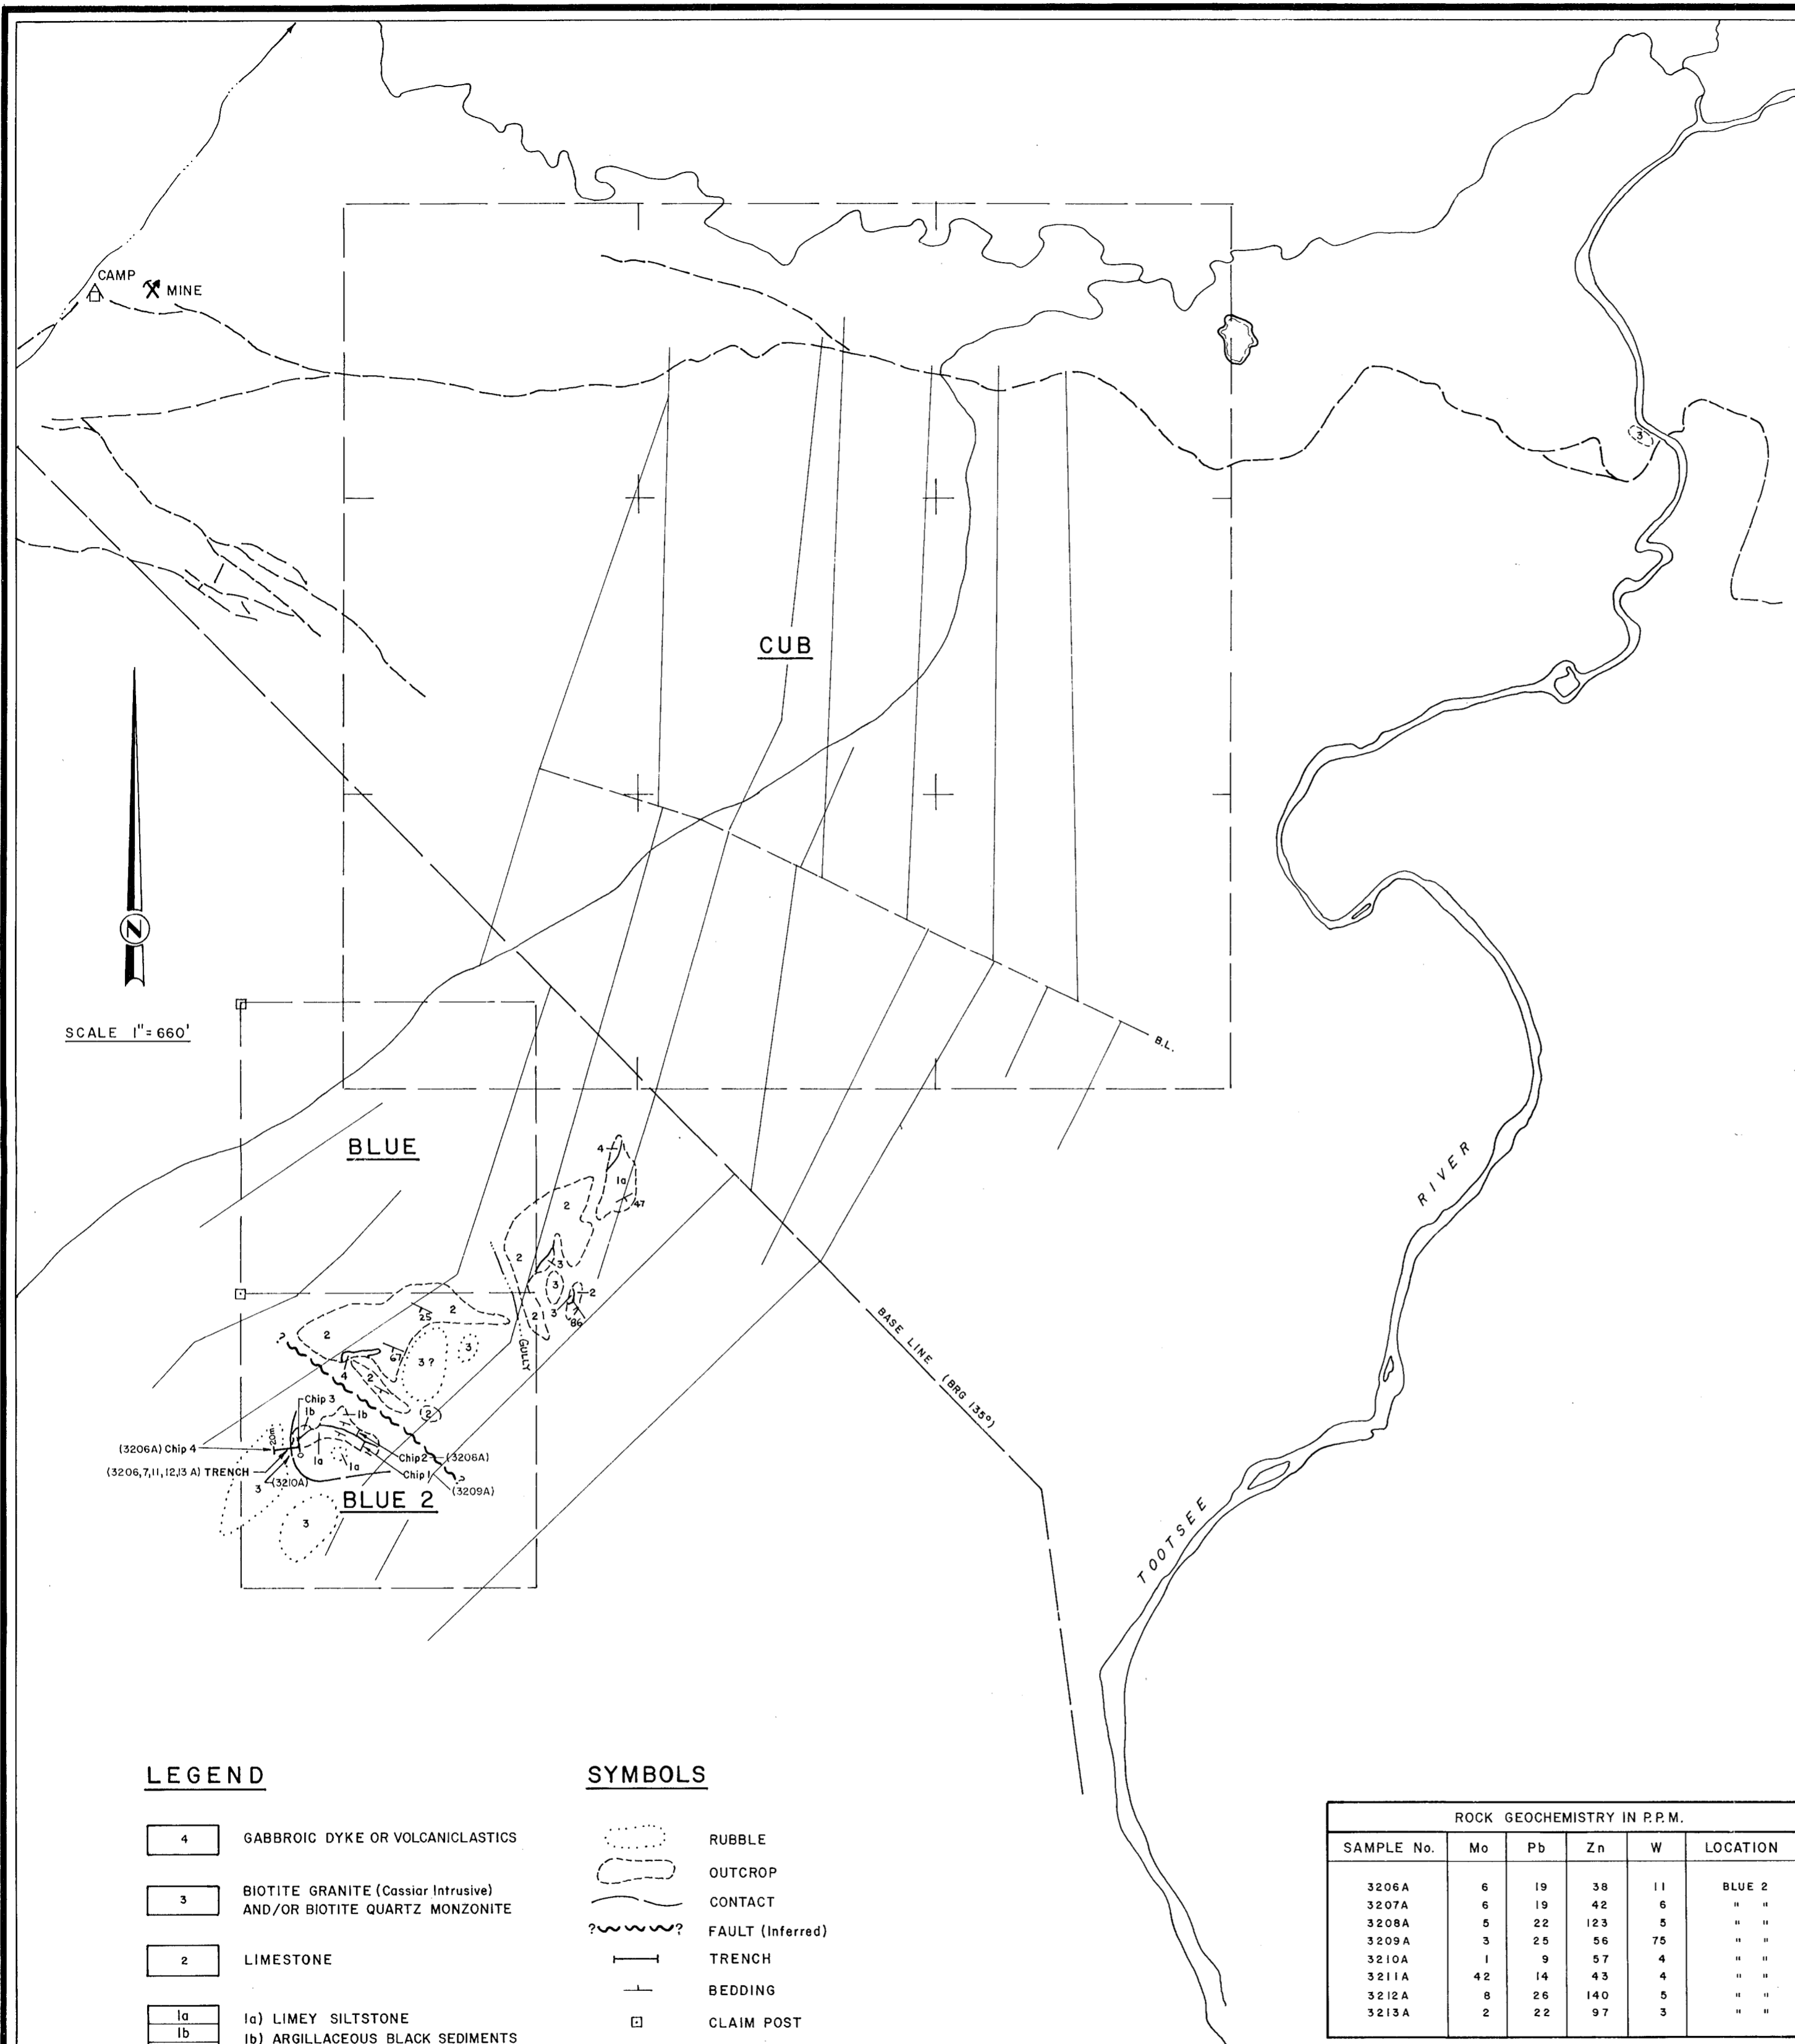 CAMP
MINE
3
CUB
N
SCALE 1" = 660'
B.L.
BLUE
4
1a
47
2
2
3
3
2
3
2
86
GULLY
25
2
2
67
3 ?
3
4
2
2
?
Chip 3
1b
1b
20m
(3206A) Chip 4
(3206,7,11,12,13 A) TRENCH
1a
1a
Chip 2 (3208A)
Chip 1
?
3
(3210A)
(3209A)
BLUE 2
3
BASE LINE (BRG 135°)
TOOTSEE RIVER
LEGEND
4 GABBROIC DYKE OR VOLCANICLASTICS
3 BIOTITE GRANITE (Cassiar Intrusive)
AND/OR BIOTITE QUARTZ MONZONITE
2 LIMESTONE
1a 1a) LIMEY SILTSTONE
1b 1b) ARGILLACEOUS BLACK SEDIMENTS
SYMBOLS
RUBBLE
OUTCROP
CONTACT
? ? FAULT (Inferred)
TRENCH
BEDDING
CLAIM POST
ROCK GEOCHEMISTRY IN P.P.M.
SAMPLE No. Mo Pb Zn W LOCATION
3206A 6 19 38 11 BLUE 2
3207A 6 19 42 6 " "
3208A 5 22 123 5 " "
3209A 3 25 56 75 " "
3210A 1 9 57 4 " "
3211A 42 14 43 4 " "
3212A 8 26 140 5 " "
3213A 2 22 97 3 " "